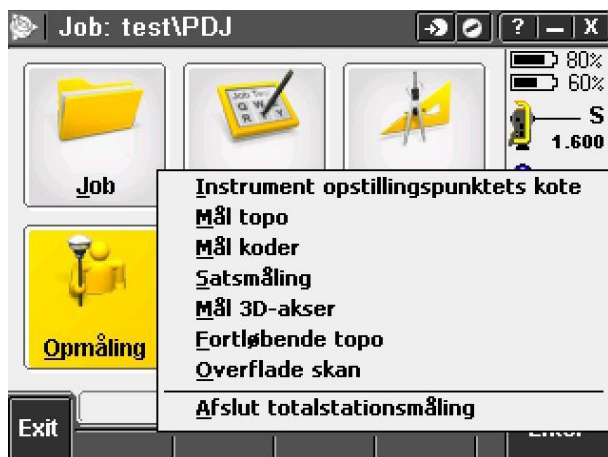 Job: test\PDJ
? – X
80%
60%
S
1.600
Job
Instrument opstillingspunktets kote
Mål topo
Mål koder
Satsmåling
Mål 3D-akser
Fortløbende topo
Overflade skan
Afslut totalstationsmåling
Opmåling
Exit